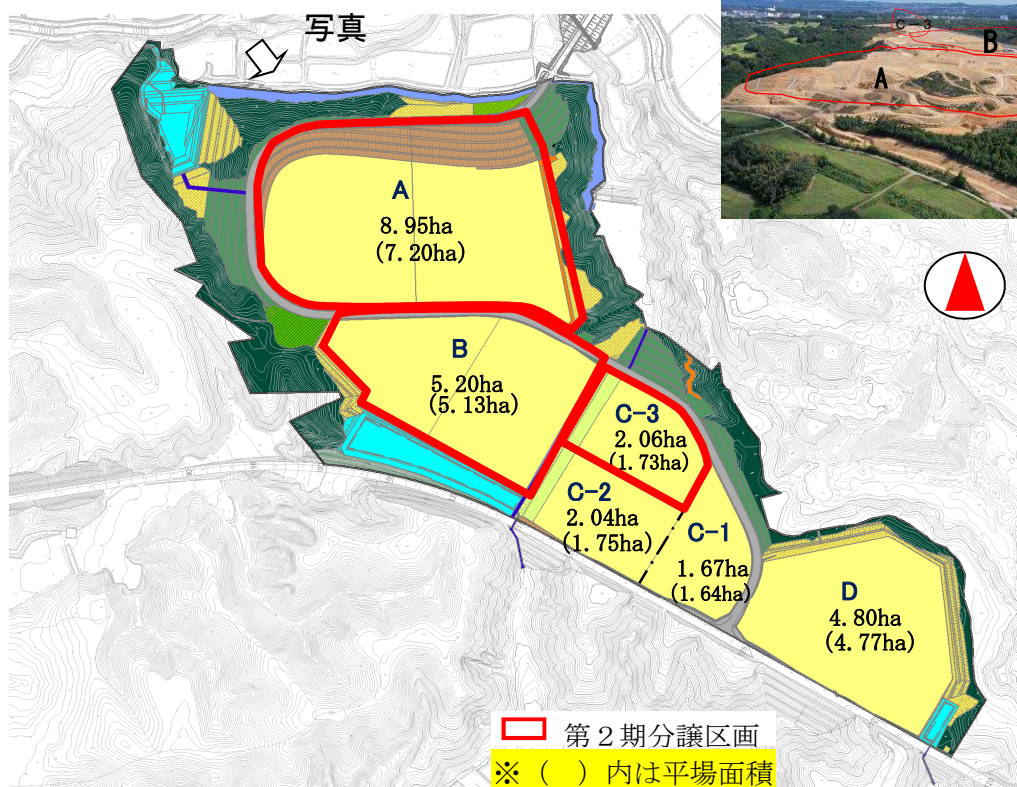 写真
C-3
B
A
A
8.95ha
(7.20ha)
B
5.20ha
(5.13ha)
C-3
2.06ha
(1.73ha)
C-2
2.04ha
(1.75ha)
C-1
1.67ha
(1.64ha)
D
4.80ha
(4.77ha)
第2期分譲区画
※（　）内は平場面積